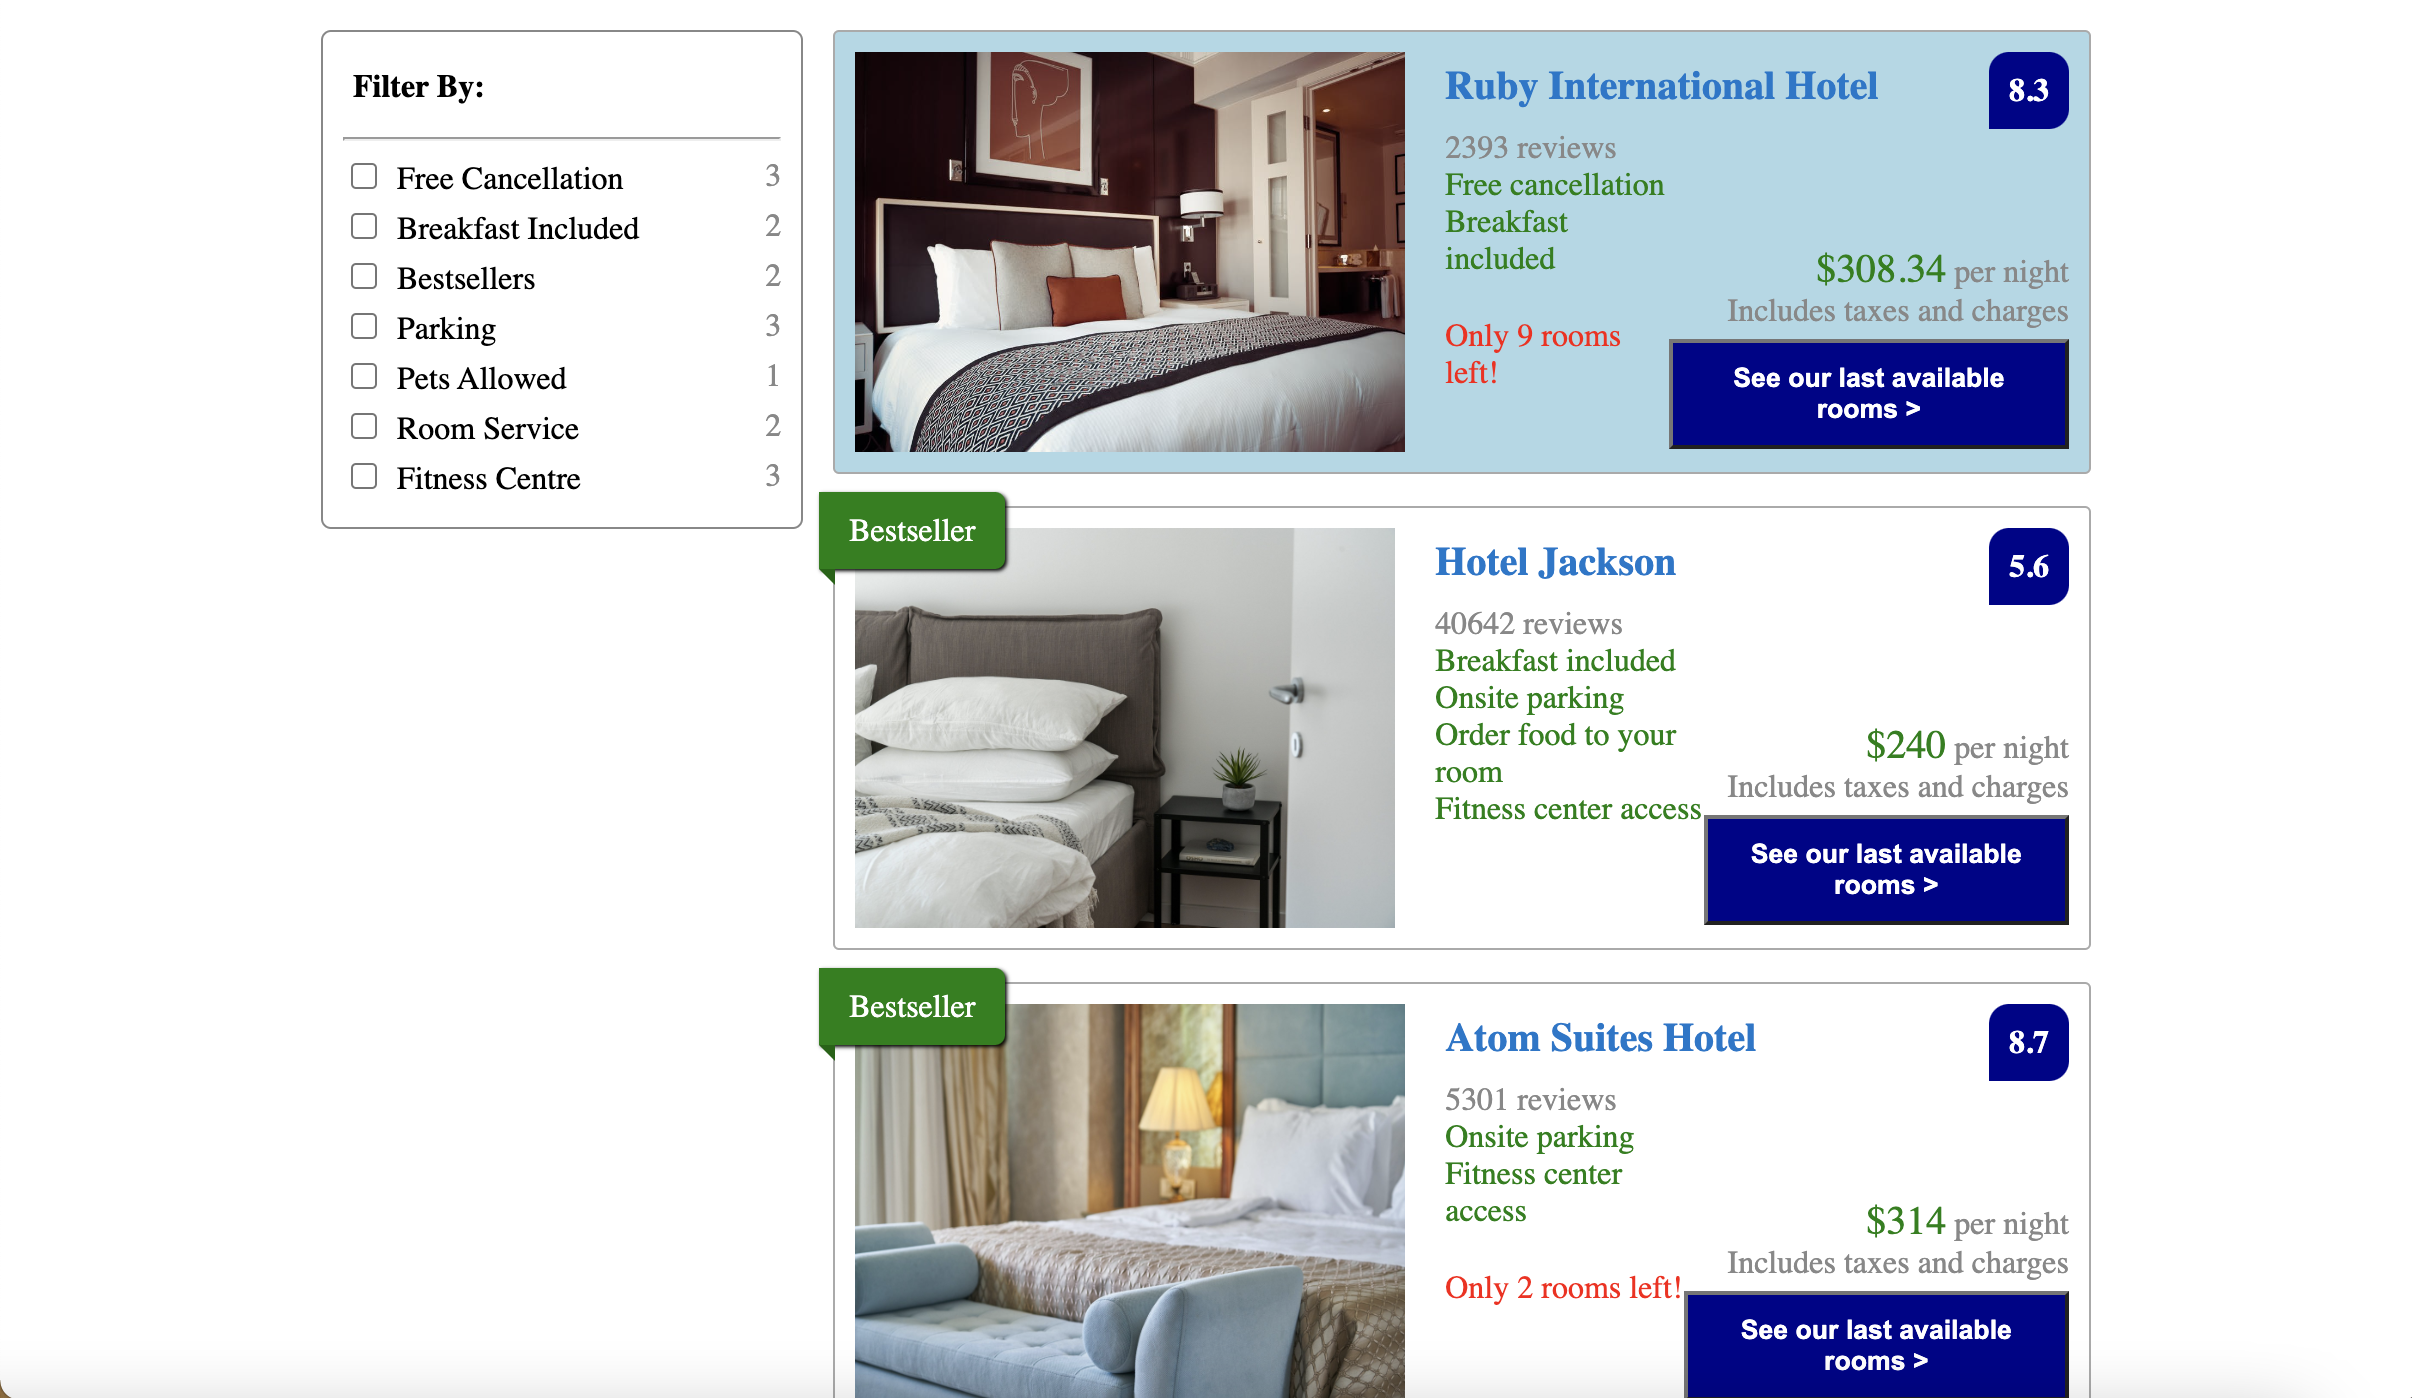 Filter By:
Free Cancellation 3
Breakfast Included 2
Bestsellers 2
Parking 3
Pets Allowed 1
Room Service 2
Fitness Centre 3
Ruby International Hotel
8.3
2393 reviews
Free cancellation
Breakfast
included
Only 9 rooms
left!
$308.34 per night
Includes taxes and charges
See our last available
rooms >
Bestseller
Hotel Jackson
5.6
40642 reviews
Breakfast included
Onsite parking
Order food to your
room
Fitness center access
$240 per night
Includes taxes and charges
See our last available
rooms >
Bestseller
Atom Suites Hotel
8.7
5301 reviews
Onsite parking
Fitness center
access
Only 2 rooms left!
$314 per night
Includes taxes and charges
See our last available
rooms >